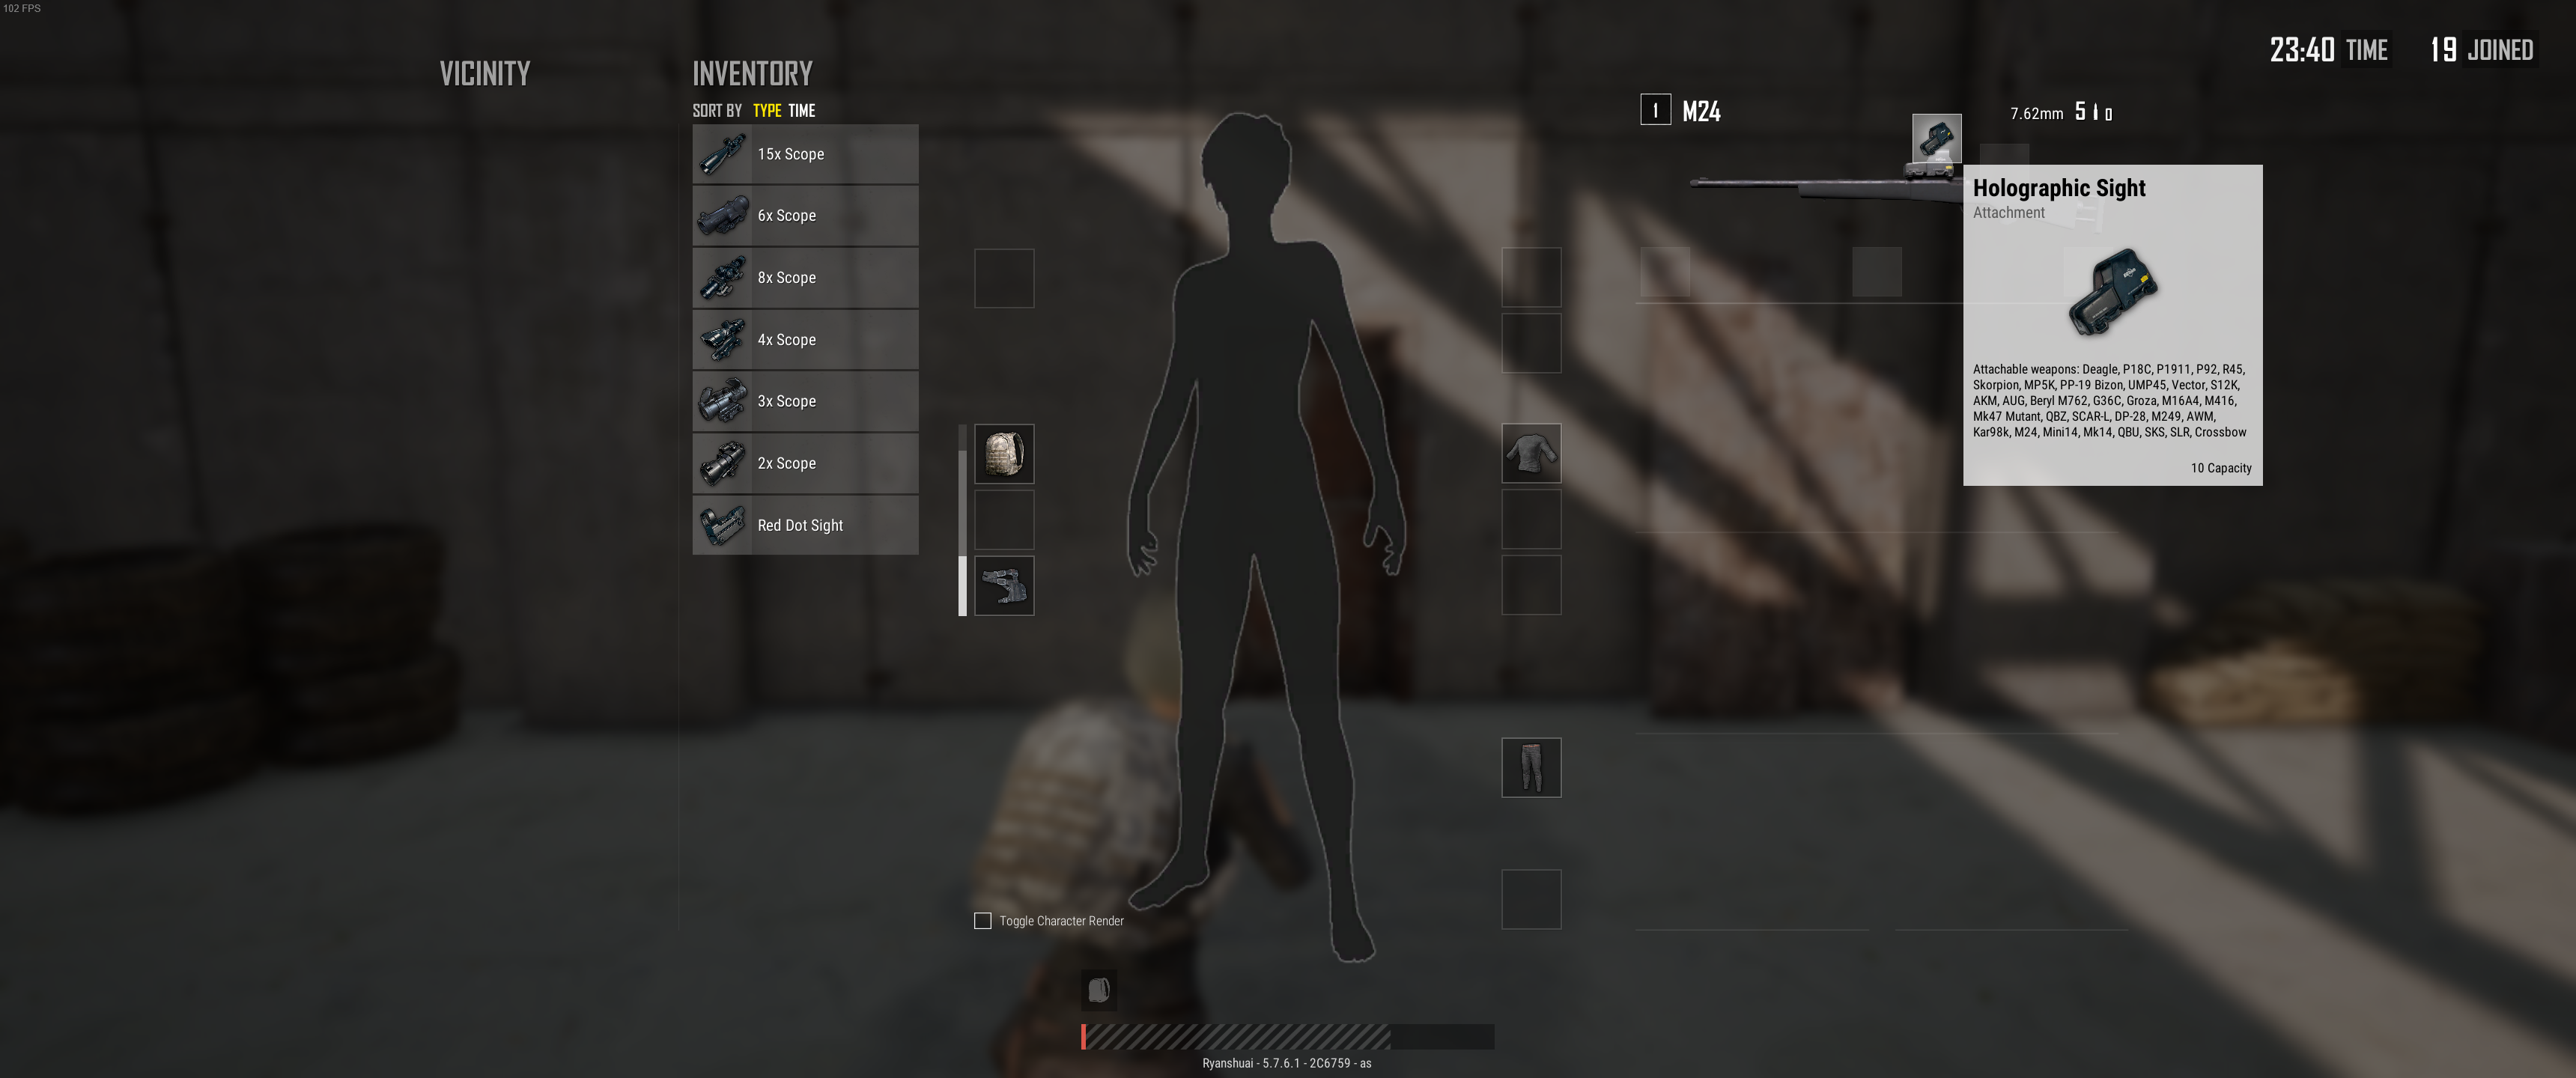 102 FPS
23:40 TIME 19 JOINED
VICINITY
INVENTORY
SORT BY TYPE TIME
15x Scope
6x Scope
8x Scope
4x Scope
3x Scope
2x Scope
Red Dot Sight
Toggle Character Render
1 M24
7.62mm 5 0
Holographic Sight
Attachment
Attachable weapons: Deagle, P18C, P1911, P92, R45,
Skorpion, MP5K, PP-19 Bizon, UMP45, Vector, S12K,
AKM, AUG, Beryl M762, G36C, Groza, M16A4, M416,
Mk47 Mutant, QBZ, SCAR-L, DP-28, M249, AWM,
Kar98k, M24, Mini14, Mk14, QBU, SKS, SLR, Crossbow
10 Capacity
Ryanshuai - 5.7.6.1 - 2C6759 - as